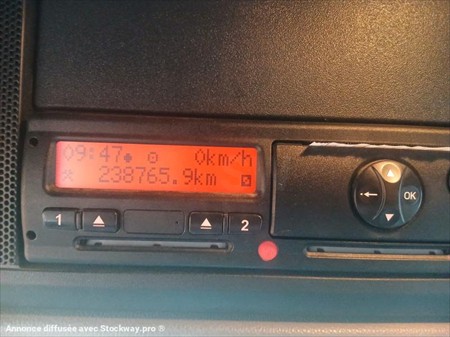 09:47 0km/h
238765.9km
1 2
OK
Annonce diffusée avec Stockway.pro ®